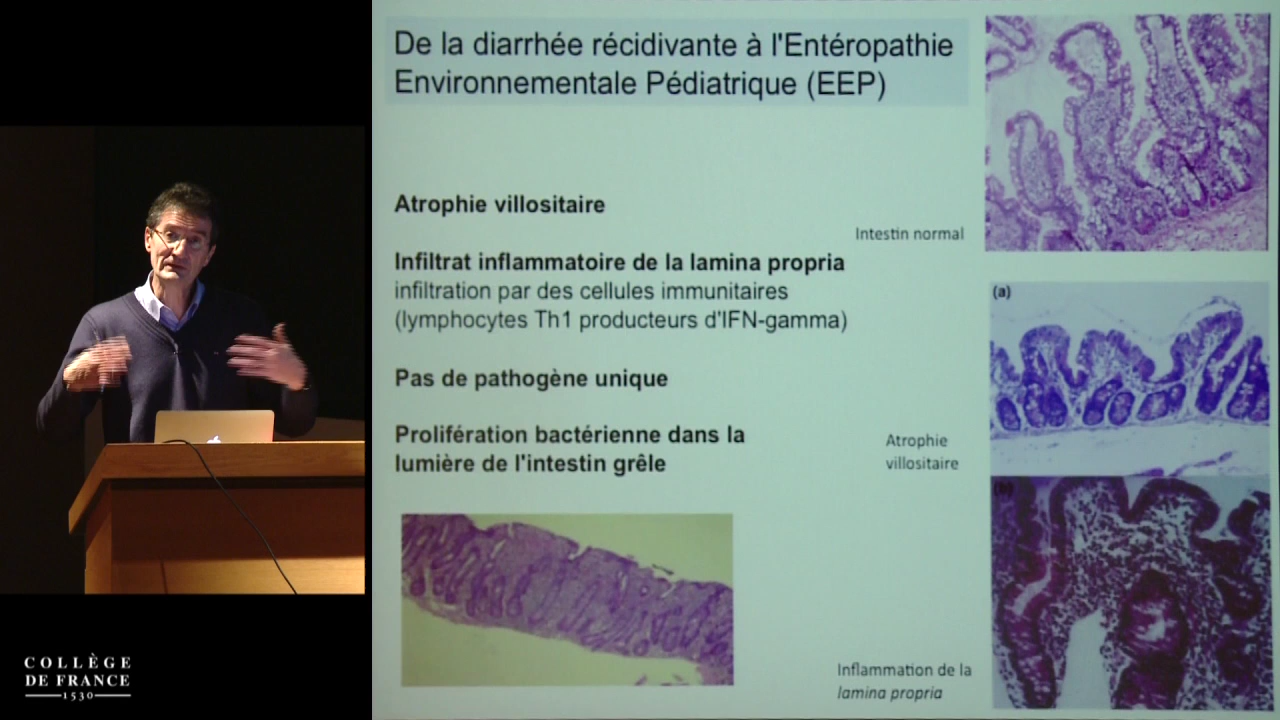 De la diarrhée récidivante à l'Entéropathie
Environnementale Pédiatrique (EEP)
Atrophie villositaire
Intestin normal
Infiltrat inflammatoire de la lamina propria
infiltration par des cellules immunitaires
(lymphocytes Th1 producteurs d'IFN-gamma)
(a)
Pas de pathogène unique
Prolifération bactérienne dans la
lumière de l'intestin grêle
Atrophie
villositaire
(b)
Inflammation de la
lamina propria
COLLÈGE
DE FRANCE
1530